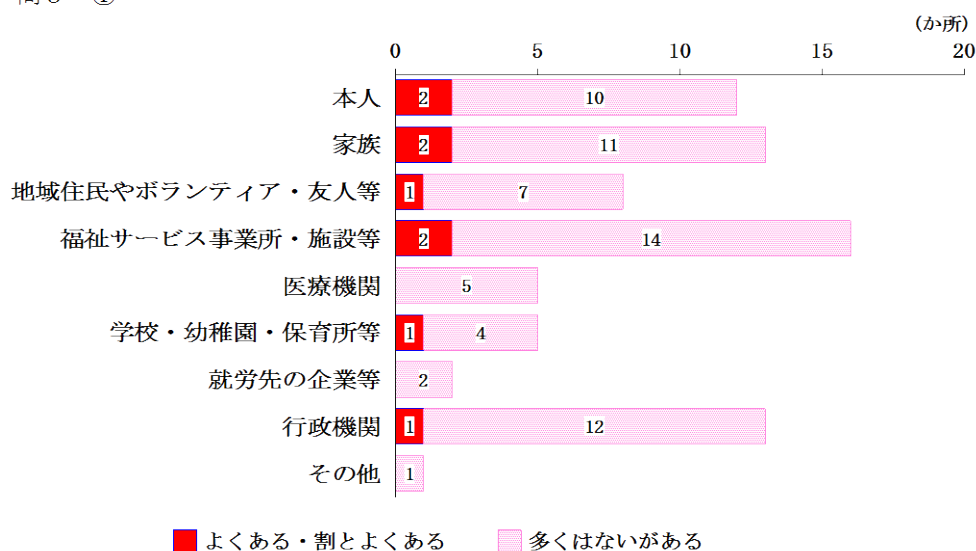 （か所）
0 5 10 15 20
本人 2 10
家族 2 11
地域住民やボランティア・友人等 1 7
福祉サービス事業所・施設等 2 14
医療機関 5
学校・幼稚園・保育所等 1 4
就労先の企業等 2
行政機関 1 12
その他 1
よくある・割とよくある 多くはないがある